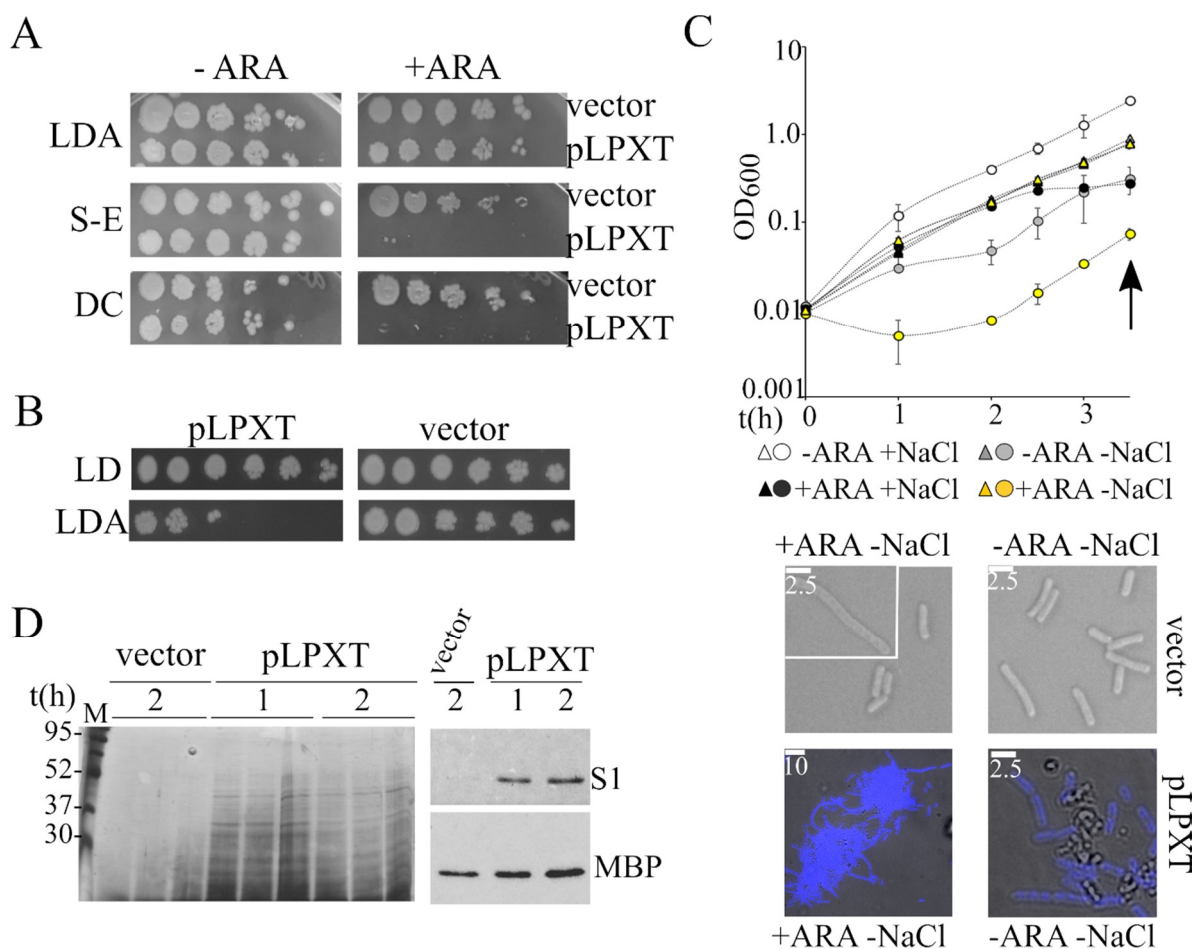 A
- ARA +ARA
LDA
vector
pLPXT
S-E
vector
pLPXT
DC
vector
pLPXT
B
pLPXT vector
LD
LDA
C
10
1.0
0.1
0.01
0.001
OD600
t(h) 0 1 2 3
-ARA +NaCl -ARA -NaCl
+ARA +NaCl +ARA -NaCl
+ARA -NaCl -ARA -NaCl
2.5 2.5
vector
10 2.5
pLPXT
+ARA -NaCl -ARA -NaCl
D
vector pLPXT vector pLPXT
t(h) 2 1 2 2 1 2
M
95
52
37
30
S1
MBP